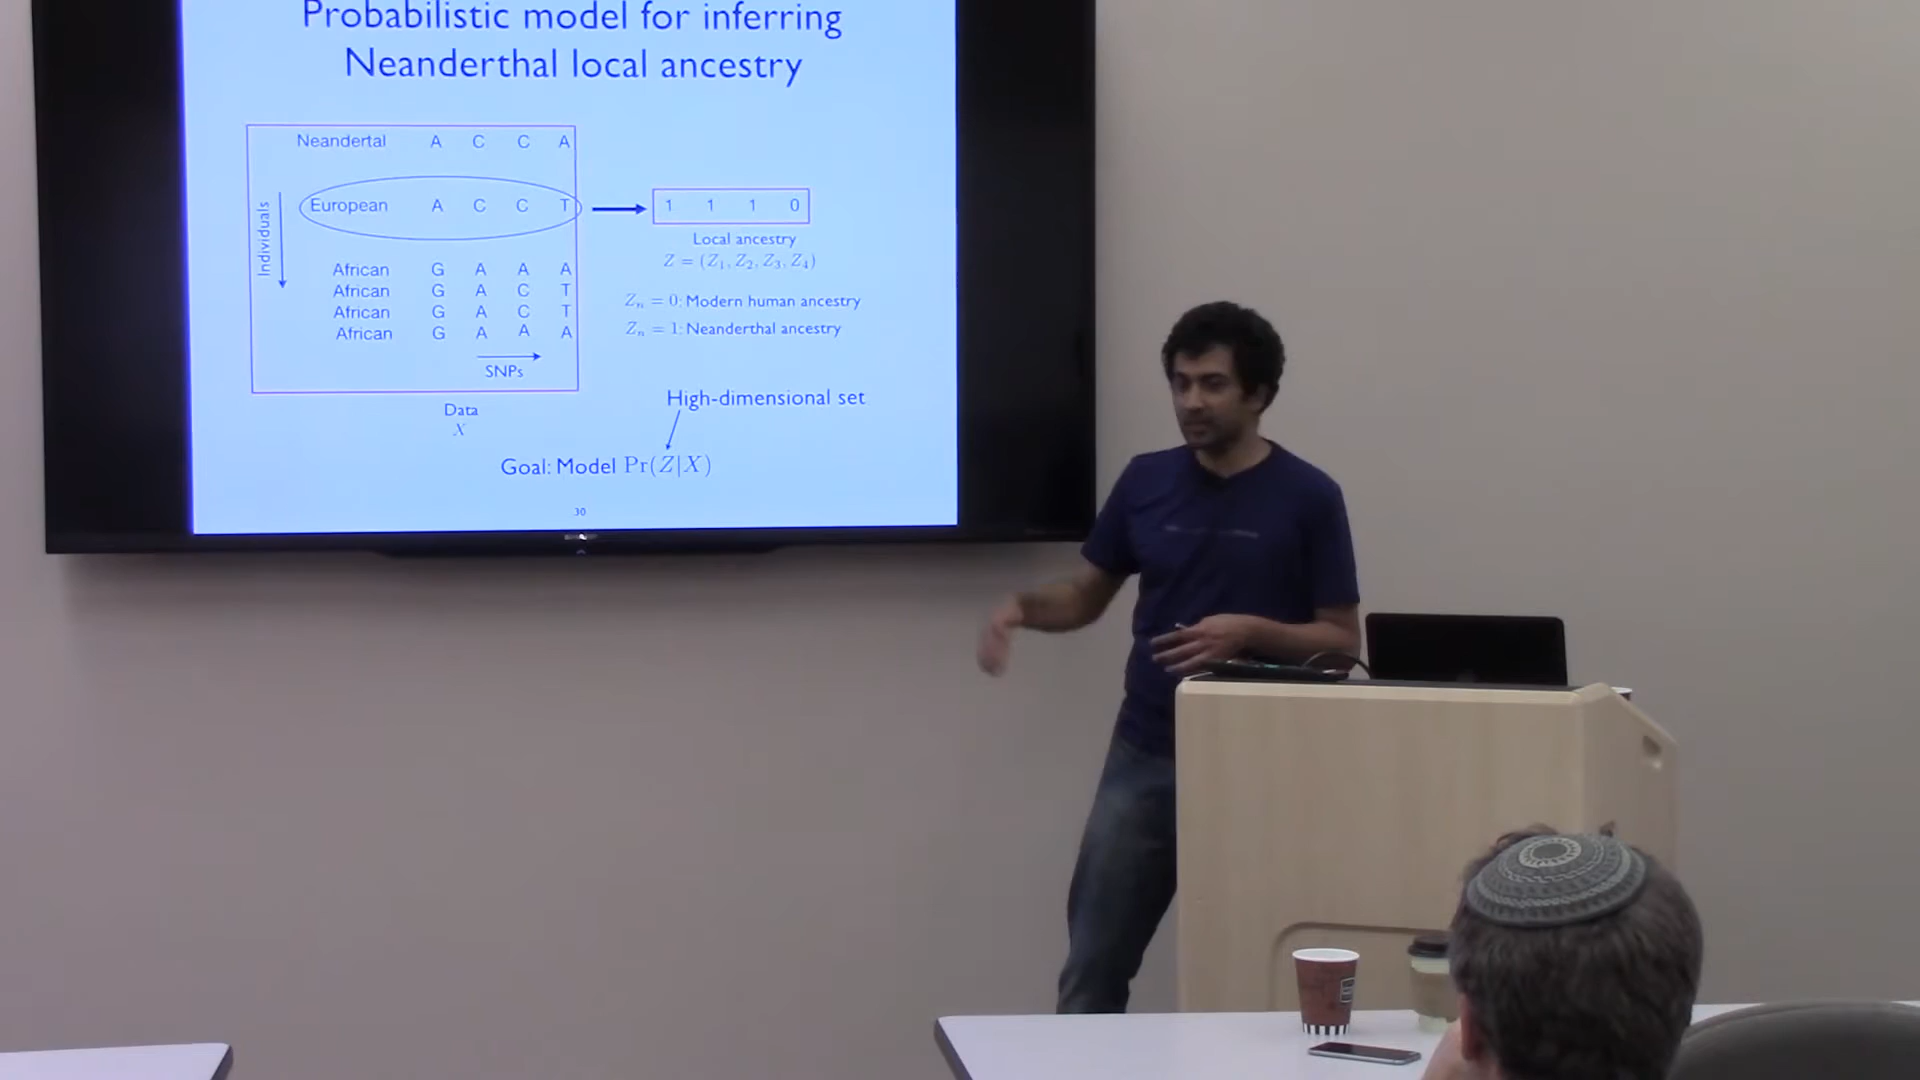 Probabilistic model for inferring
Neanderthal local ancestry
Neandertal A C C A
European A C C T
1 1 1 0
Individuals
Local ancestry
Z = (Z₁, Z₂, Z₃, Z₄)
African G A A A
African G A C T
African G A C T
African G A A A
Zₙ = 0: Modern human ancestry
Zₙ = 1: Neanderthal ancestry
SNPs
High-dimensional set
Data
X
Goal: Model Pr(Z|X)
30